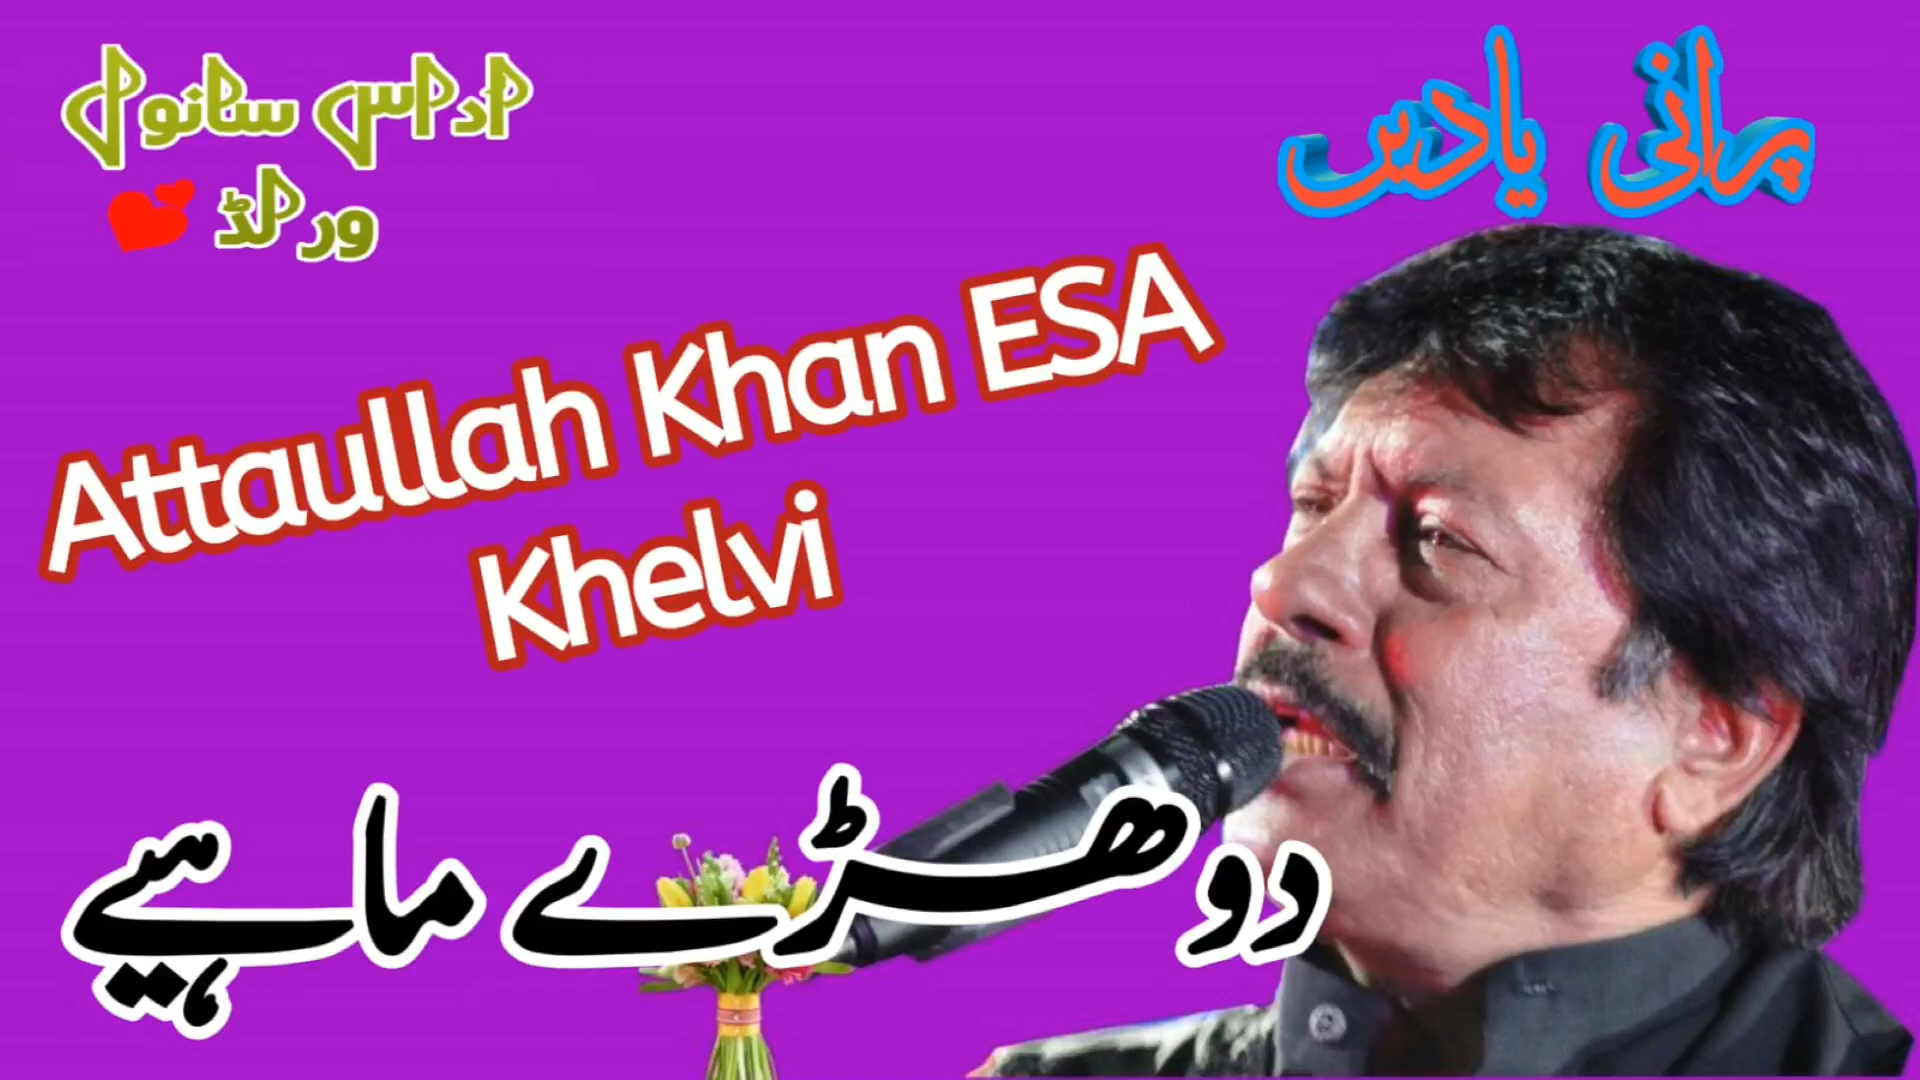 پرانی یادیں
اداس سانول
ورلڈ
Attaullah Khan ESA
Khelvi
دوھڑے ماہیے